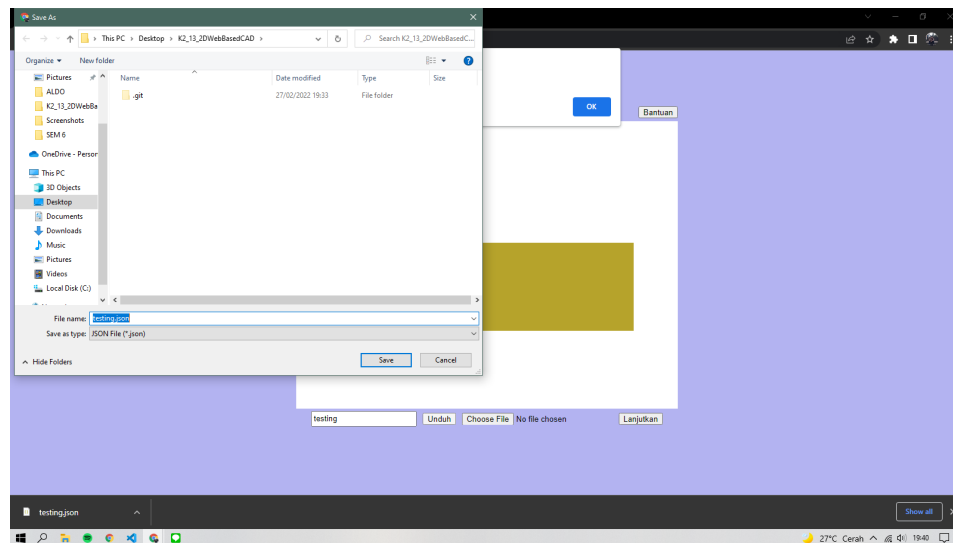 Save As
This PC › Desktop › K2_13_2DWebBasedCAD ›
Search K2_13_2DWebBasedC...
Organize
New folder
Name
Date modified
Type
Size
Pictures
ALDO
K2_13_2DWebBa
Screenshots
SEM 6
OneDrive - Person
This PC
3D Objects
Desktop
Documents
Downloads
Music
Pictures
Videos
Local Disk (C:)
.git
27/02/2022 19:33
File folder
File name: testing.json
Save as type: JSON File (*.json)
Hide Folders
Save
Cancel
OK
Bantuan
testing
Unduh
Choose File No file chosen
Lanjutkan
testing.json
Show all
27°C Cerah
19:40